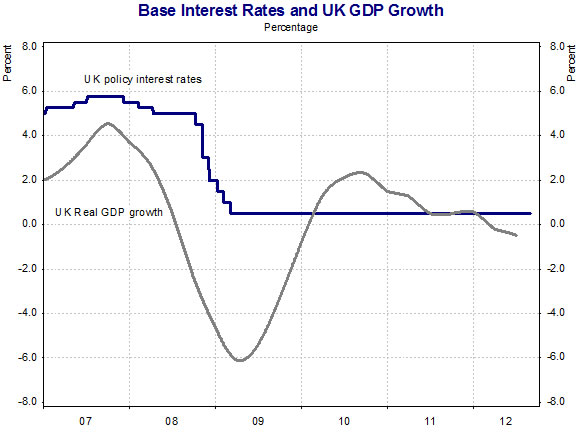 Base Interest Rates and UK GDP Growth
Percentage
8.0 8.0
Percent Percent
UK policy interest rates
6.0 6.0
4.0 4.0
2.0 2.0
UK Real GDP growth
0.0 0.0
-2.0 -2.0
-4.0 -4.0
-6.0 -6.0
-8.0 -8.0
07 08 09 10 11 12